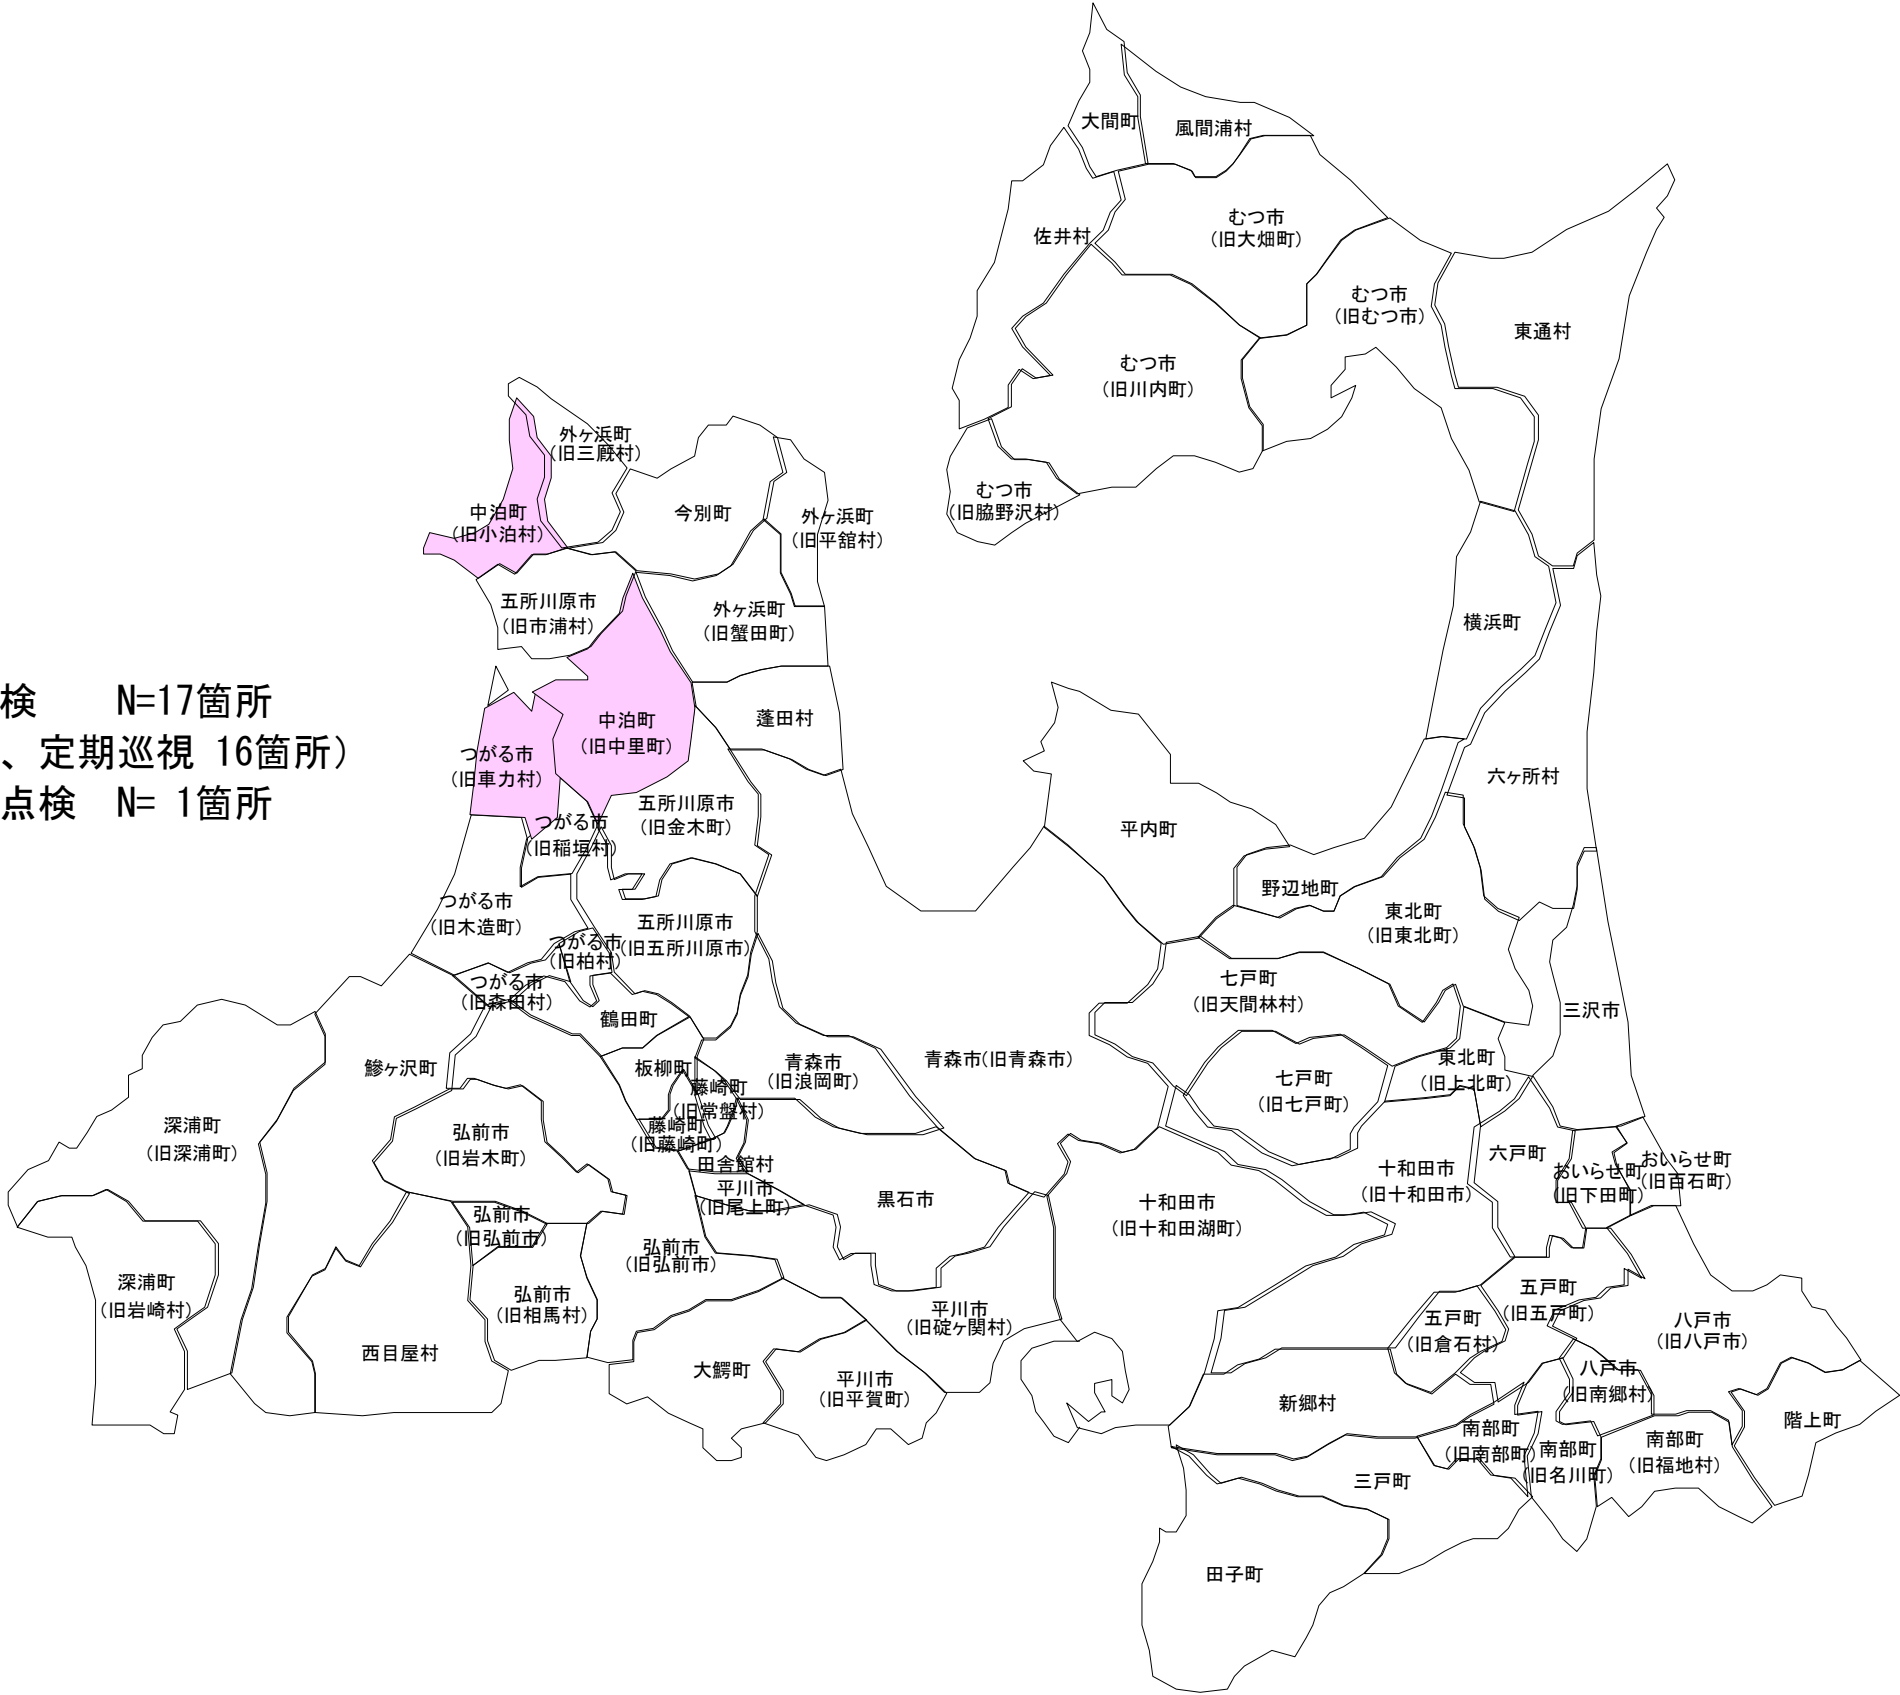 大間町
風間浦村
佐井村
むつ市
（旧大畑町）
むつ市
（旧むつ市）
東通村
むつ市
（旧川内町）
むつ市
（旧脇野沢村）
外ヶ浜町
（旧三厩村）
中泊町
（旧小泊村）
今別町
外ヶ浜町
（旧平舘村）
五所川原市
（旧市浦村）
外ヶ浜町
（旧蟹田町）
横浜町
検　　N=17箇所
、定期巡視 16箇所）
点検　N= 1箇所
つがる市
（旧車力村）
中泊町
（旧中里町）
蓬田村
六ヶ所村
五所川原市
（旧金木町）
つがる市
（旧稲垣村）
平内町
野辺地町
つがる市
（旧木造町）
つがる市
（旧柏村）
五所川原市
（旧五所川原市）
東北町
（旧東北町）
つがる市
（旧森田村）
鶴田町
七戸町
（旧天間林村）
三沢市
鰺ヶ沢町
板柳町
青森市
（旧浪岡町）
青森市（旧青森市）
七戸町
（旧七戸町）
東北町
（旧上北町）
藤崎町
（旧常盤村）
藤崎町
（旧藤崎町）
深浦町
（旧深浦町）
弘前市
（旧岩木町）
田舎館村
平川市
（旧尾上町）
黒石市
十和田市
（旧十和田湖町）
十和田市
（旧十和田市）
六戸町
おいらせ町
（旧下田町）
おいらせ町
（旧百石町）
弘前市
（旧弘前市）
弘前市
（旧弘前市）
深浦町
（旧岩崎村）
弘前市
（旧相馬村）
西目屋村
大鰐町
平川市
（旧碇ヶ関村）
平川市
（旧平賀町）
五戸町
（旧五戸町）
五戸町
（旧倉石村）
八戸市
（旧八戸市）
八戸市
（旧南郷村）
新郷村
階上町
南部町
（旧南部町）
南部町
（旧名川町）
南部町
（旧福地村）
三戸町
田子町